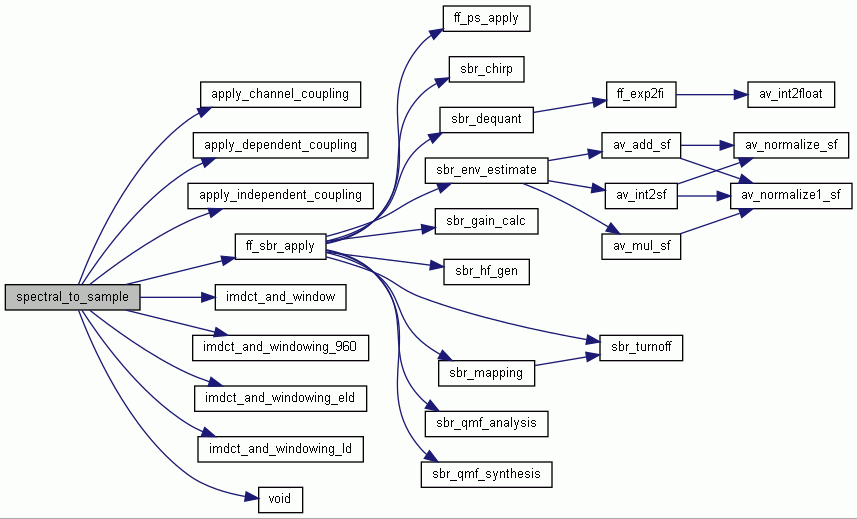 ff_ps_apply
sbr_chirp
apply_channel_coupling
ff_exp2fi
av_int2float
sbr_dequant
apply_dependent_coupling
av_add_sf
av_normalize_sf
sbr_env_estimate
apply_independent_coupling
av_int2sf
av_normalize1_sf
sbr_gain_calc
ff_sbr_apply
av_mul_sf
sbr_hf_gen
spectral_to_sample
imdct_and_window
imdct_and_windowing_960
sbr_turnoff
sbr_mapping
imdct_and_windowing_eld
sbr_qmf_analysis
imdct_and_windowing_ld
sbr_qmf_synthesis
void